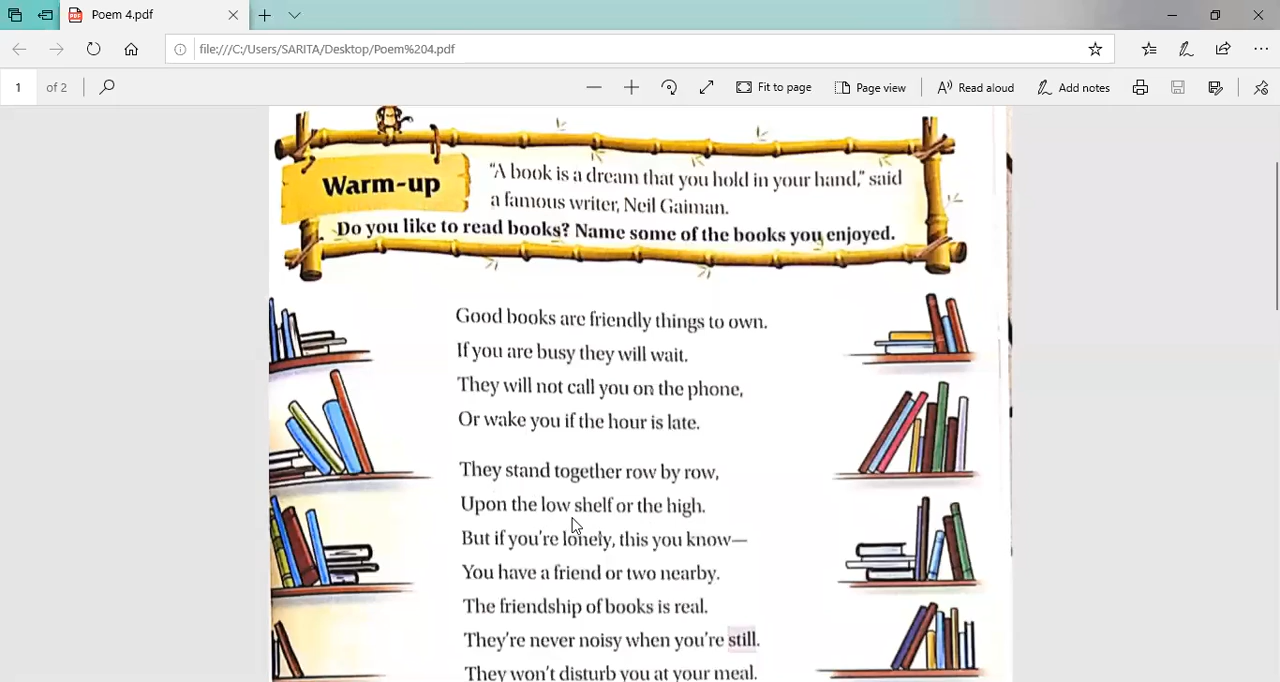 Poem 4.pdf
file:///C:/Users/SARITA/Desktop/Poem%204.pdf
1 of 2
Fit to page
Page view
Read aloud
Add notes
Warm-up
"A book is a dream that you hold in your hand," said
a famous writer, Neil Gaiman.
Do you like to read books? Name some of the books you enjoyed.
Good books are friendly things to own.
If you are busy they will wait.
They will not call you on the phone,
Or wake you if the hour is late.
They stand together row by row,
Upon the low shelf or the high.
But if you're lonely, this you know—
You have a friend or two nearby.
The friendship of books is real.
They're never noisy when you're still.
They won't disturb you at your meal.